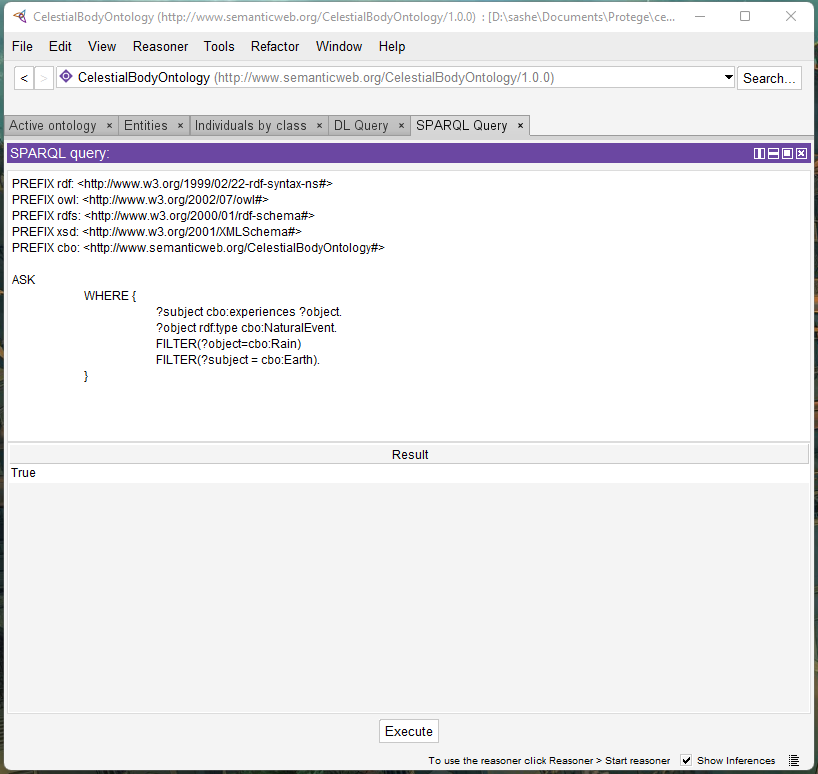 CelestialBodyOntology (http://www.semanticweb.org/CelestialBodyOntology/1.0.0) : [D:\sashe\Documents\Protege\ce...
File Edit View Reasoner Tools Refactor Window Help
< > CelestialBodyOntology (http://www.semanticweb.org/CelestialBodyOntology/1.0.0) Search...
Active ontology × Entities × Individuals by class × DL Query × SPARQL Query ×
SPARQL query:
PREFIX rdf: <http://www.w3.org/1999/02/22-rdf-syntax-ns#>
PREFIX owl: <http://www.w3.org/2002/07/owl#>
PREFIX rdfs: <http://www.w3.org/2000/01/rdf-schema#>
PREFIX xsd: <http://www.w3.org/2001/XMLSchema#>
PREFIX cbo: <http://www.semanticweb.org/CelestialBodyOntology#>
ASK
WHERE {
?subject cbo:experiences ?object.
?object rdf:type cbo:NaturalEvent.
FILTER(?object=cbo:Rain)
FILTER(?subject = cbo:Earth).
}
Result
True
Execute
To use the reasoner click Reasoner > Start reasoner Show Inferences